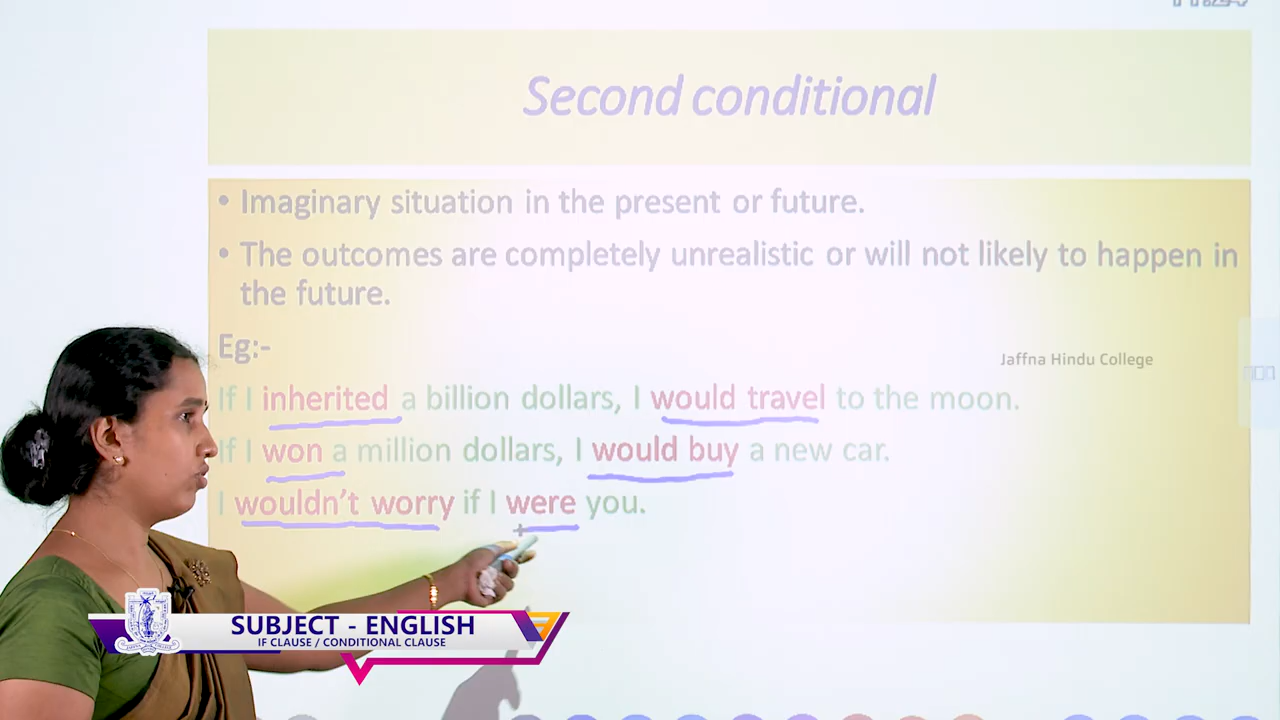 Second conditional
• Imaginary situation in the present or future.
• The outcomes are completely unrealistic or will not likely to happen in
the future.
Eg:-
Jaffna Hindu College
If I inherited a billion dollars, I would travel to the moon.
If I won a million dollars, I would buy a new car.
I wouldn't worry if I were you.
SUBJECT - ENGLISH
IF CLAUSE / CONDITIONAL CLAUSE